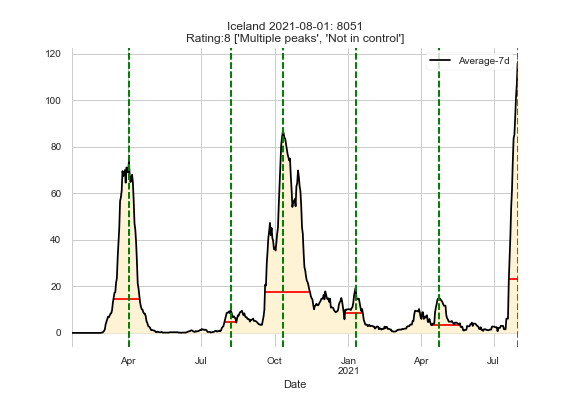 Iceland 2021-08-01: 8051
Rating:8 ['Multiple peaks', 'Not in control']
Average-7d
120
100
80
60
40
20
0
Apr Jul Oct Jan Apr Jul
2021
Date